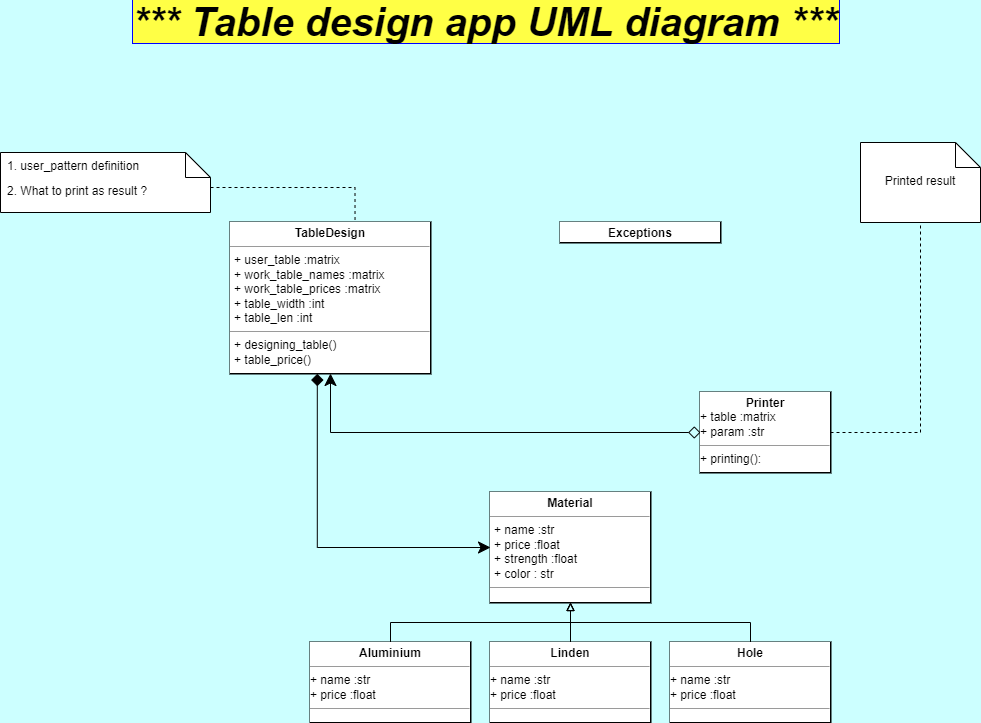 *** Table design app UML diagram ***
1. user_pattern definition
2. What to print as result ?
Printed result
TableDesign
+ user_table :matrix
+ work_table_names :matrix
+ work_table_prices :matrix
+ table_width :int
+ table_len :int
+ designing_table()
+ table_price()
Exceptions
Printer
+ table :matrix
+ param :str
+ printing():
Material
+ name :str
+ price :float
+ strength :float
+ color : str
Aluminium
+ name :str
+ price :float
Linden
+ name :str
+ price :float
Hole
+ name :str
+ price :float